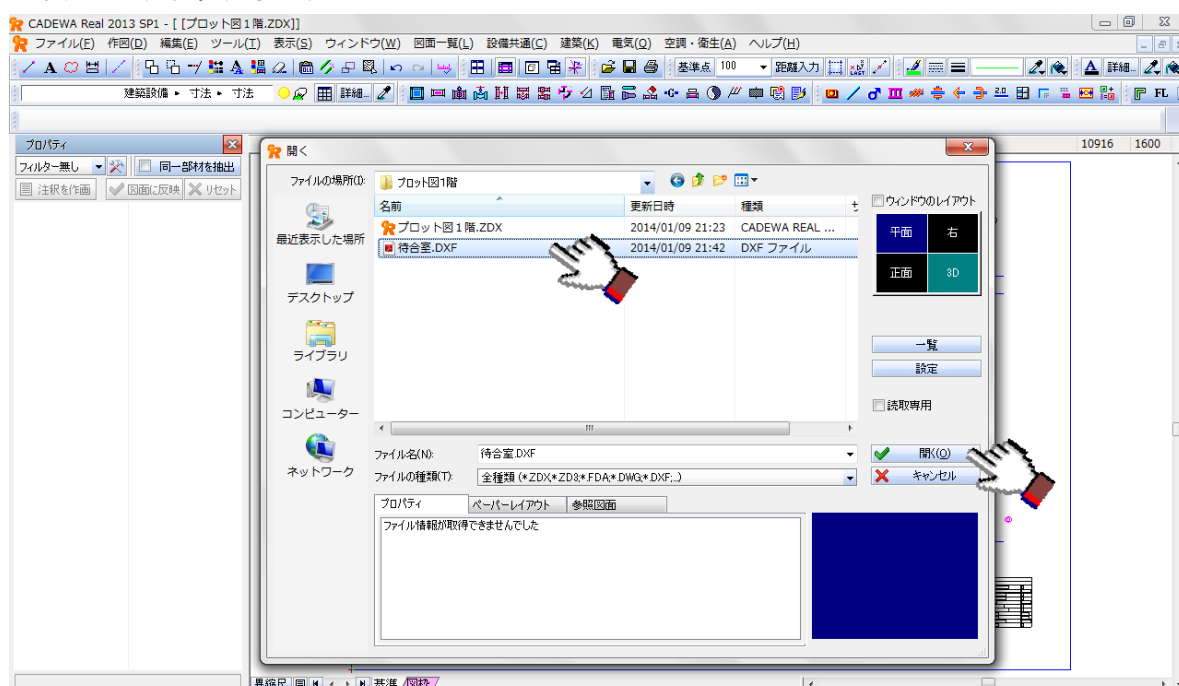 CADEWA Real 2013 SP1 - [ [プロット図１階.ZDX]]
ファイル(F) 作図(D) 編集(E) ツール(T) 表示(S) ウィンドウ(W) 図面一覧(L) 設備共通(C) 建築(K) 電気(Q) 空調・衛生(A) ヘルプ(H)
基準点 100 距離入力 詳細...
建築設備 ▸ 寸法 ▸ 寸法 詳細... FL
プロパティ
フィルター無し 同一部材を抽出
注釈を作画 図面に反映 リセット
10916 1600
開く
ファイルの場所(I): プロット図1階
名前 更新日時 種類 サ
プロット図１階.ZDX 2014/01/09 21:23 CADEWA REAL ...
待合室.DXF 2014/01/09 21:42 DXF ファイル
最近表示した場所
デスクトップ
ライブラリ
コンピューター
ネットワーク
ウィンドウのレイアウト
平面 右
正面 3D
一覧
設定
読取専用
ファイル名(N): 待合室.DXF 開く(O)
ファイルの種類(T): 全種類 (*.ZDX;*.ZD3;*.FDA;*.DWG;*.DXF;..) キャンセル
プロパティ ペーパーレイアウト 参照図面
ファイル情報が取得できませんでした
異縮尺 基準 図枠